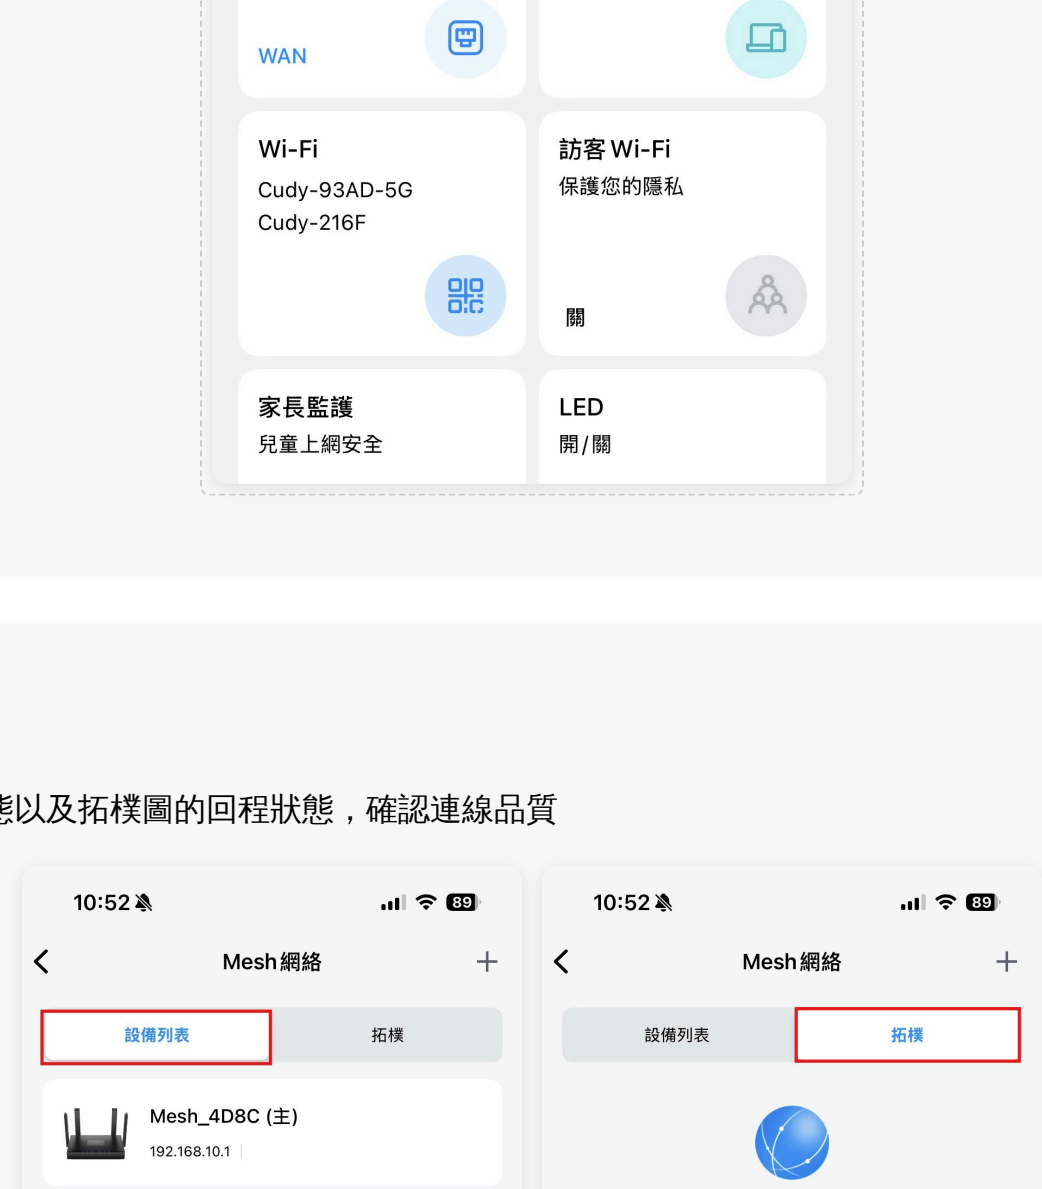 WAN
Wi-Fi
Cudy-93AD-5G
Cudy-216F
訪客 Wi-Fi
保護您的隱私
關
家長監護
兒童上網安全
LED
開/關
態以及拓樸圖的回程狀態，確認連線品質
10:52
89
Mesh 網絡
設備列表
拓樸
Mesh_4D8C (主)
192.168.10.1
10:52
89
Mesh 網絡
設備列表
拓樸